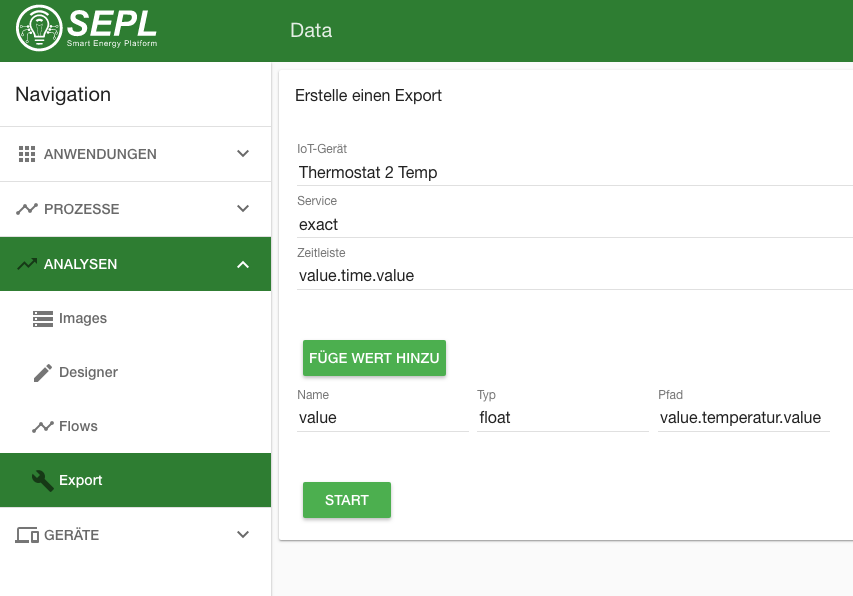 SEPL
Smart Energy Platform
Data
Navigation
ANWENDUNGEN
PROZESSE
ANALYSEN
Images
Designer
Flows
Export
GERÄTE
Erstelle einen Export
IoT-Gerät
Thermostat 2 Temp
Service
exact
Zeitleiste
value.time.value
FÜGE WERT HINZU
Name Typ Pfad
value float value.temperatur.value
START